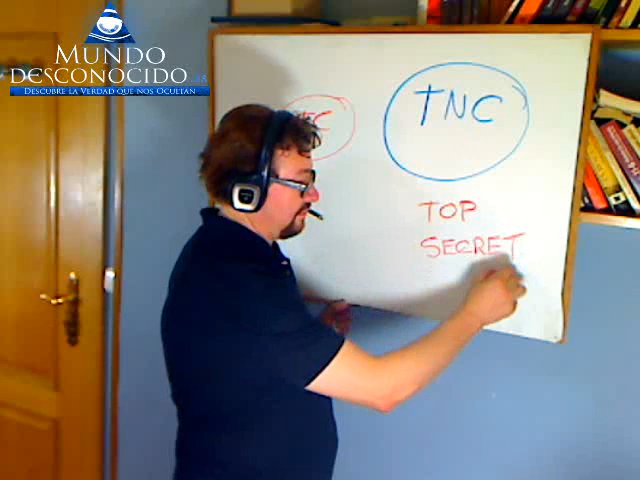 MUNDO
DESCONOCIDO
DESCUBRE LA VERDAD QUE NOS OCULTAN
TNC
TOP
SECRET